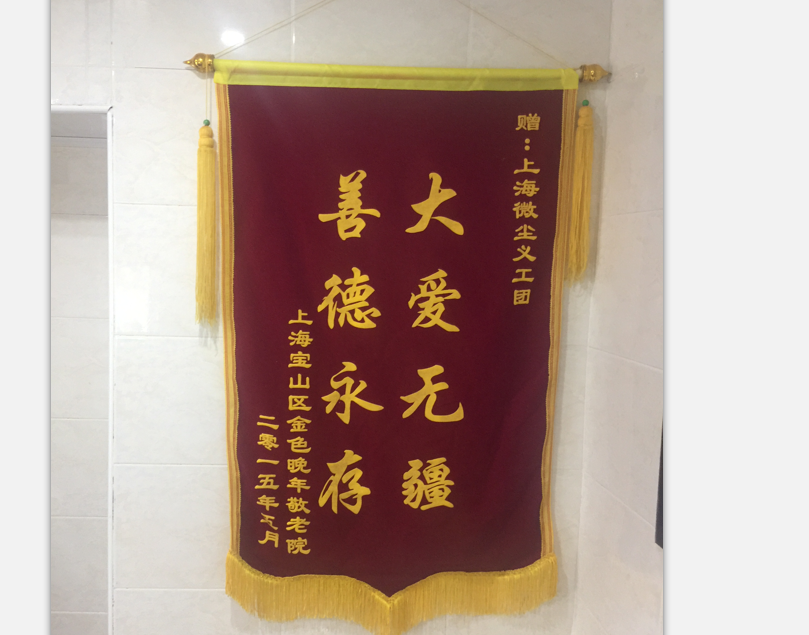 赠：上海微尘义工团
大爱无疆
善德永存
上海宝山区金色晚年敬老院
二零一五年五月